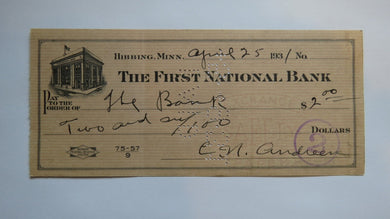 HIBBING, MINN. April 25 1931 No.
THE FIRST NATIONAL BANK
PAY TO THE ORDER OF The Bank $2.00
Two and no/100 DOLLARS
75-57
9